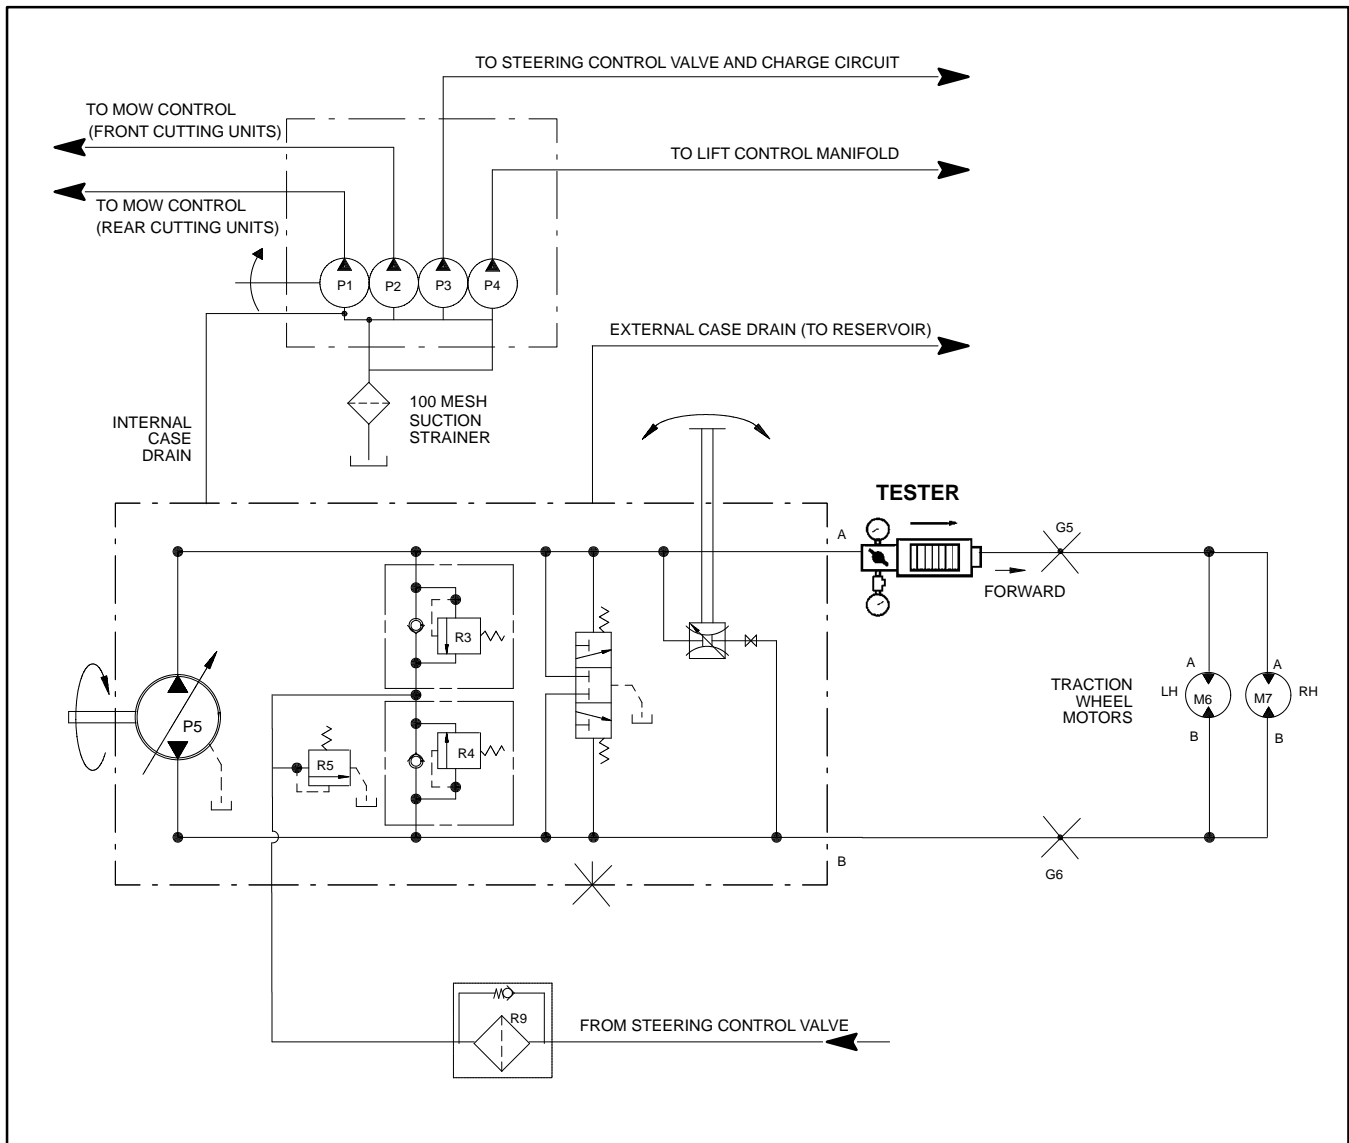 TO STEERING CONTROL VALVE AND CHARGE CIRCUIT
TO MOW CONTROL
(FRONT CUTTING UNITS)
TO LIFT CONTROL MANIFOLD
TO MOW CONTROL
(REAR CUTTING UNITS)
P1
P2
P3
P4
EXTERNAL CASE DRAIN (TO RESERVOIR)
100 MESH
SUCTION
STRAINER
INTERNAL
CASE
DRAIN
TESTER
A
G5
FORWARD
R3
TRACTION
WHEEL
MOTORS
A
A
LH
M6
M7
RH
B
B
P5
R4
R5
B
G6
R9
FROM STEERING CONTROL VALVE